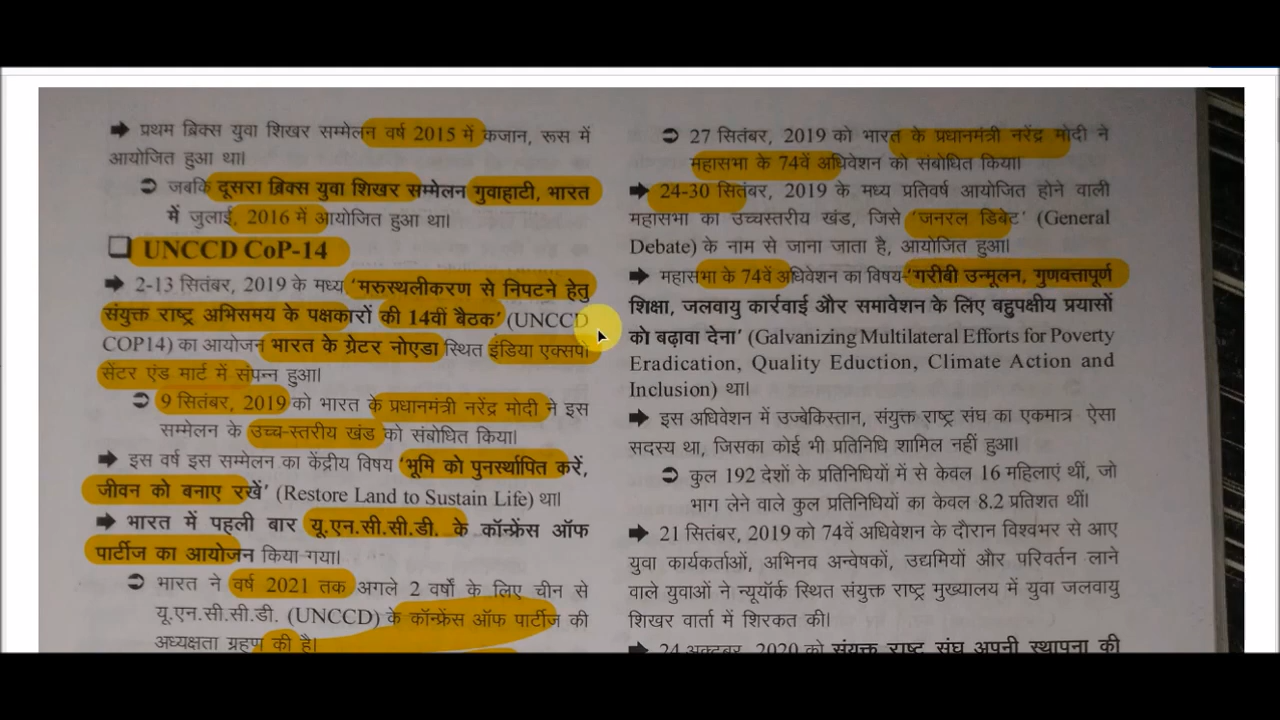 ➡ प्रथम ब्रिक्स युवा शिखर सम्मेलन वर्ष 2015 में कजान, रूस में
आयोजित हुआ था।
➲ जबकि दूसरा ब्रिक्स युवा शिखर सम्मेलन गुवाहाटी, भारत
में जुलाई, 2016 में आयोजित हुआ था।
❑ UNCCD CoP-14
➡ 2-13 सितंबर, 2019 के मध्य ‘मरुस्थलीकरण से निपटने हेतु
संयुक्त राष्ट्र अभिसमय के पक्षकारों की 14वीं बैठक’ (UNCCD
COP14) का आयोजन भारत के ग्रेटर नोएडा स्थित इंडिया एक्सपो
सेंटर एंड मार्ट में संपन्न हुआ।
➲ 9 सितंबर, 2019 को भारत के प्रधानमंत्री नरेंद्र मोदी ने इस
सम्मेलन के उच्च-स्तरीय खंड को संबोधित किया।
➡ इस वर्ष इस सम्मेलन का केंद्रीय विषय ‘भूमि को पुनर्स्थापित करें,
जीवन को बनाए रखें’ (Restore Land to Sustain Life) था।
➡ भारत में पहली बार यू.एन.सी.सी.डी. के कॉन्फ्रेंस ऑफ
पार्टीज का आयोजन किया गया।
➲ भारत ने वर्ष 2021 तक अगले 2 वर्षों के लिए चीन से
यू.एन.सी.सी.डी. (UNCCD) के कॉन्फ्रेंस ऑफ पार्टीज की
अध्यक्षता ग्रहण की है।
➲ 27 सितंबर, 2019 को भारत के प्रधानमंत्री नरेंद्र मोदी ने
महासभा के 74वें अधिवेशन को संबोधित किया।
➡ 24-30 सितंबर, 2019 के मध्य प्रतिवर्ष आयोजित होने वाली
महासभा का उच्चस्तरीय खंड, जिसे ‘जनरल डिबेट’ (General
Debate) के नाम से जाना जाता है, आयोजित हुआ।
➡ महासभा के 74वें अधिवेशन का विषय-‘गरीबी उन्मूलन, गुणवत्तापूर्ण
शिक्षा, जलवायु कार्रवाई और समावेशन के लिए बहुपक्षीय प्रयासों
को बढ़ावा देना’ (Galvanizing Multilateral Efforts for Poverty
Eradication, Quality Eduction, Climate Action and
Inclusion) था।
➡ इस अधिवेशन में उज्बेकिस्तान, संयुक्त राष्ट्र संघ का एकमात्र ऐसा
सदस्य था, जिसका कोई भी प्रतिनिधि शामिल नहीं हुआ।
➲ कुल 192 देशों के प्रतिनिधियों में से केवल 16 महिलाएं थीं, जो
भाग लेने वाले कुल प्रतिनिधियों का केवल 8.2 प्रतिशत थीं।
➡ 21 सितंबर, 2019 को 74वें अधिवेशन के दौरान विश्वभर से आए
युवा कार्यकर्ताओं, अभिनव अन्वेषकों, उद्यमियों और परिवर्तन लाने
वाले युवाओं ने न्यूयॉर्क स्थित संयुक्त राष्ट्र मुख्यालय में युवा जलवायु
शिखर वार्ता में शिरकत की।
➡ 24 अक्टूबर, 2020 को संयुक्त राष्ट्र संघ अपनी स्थापना की